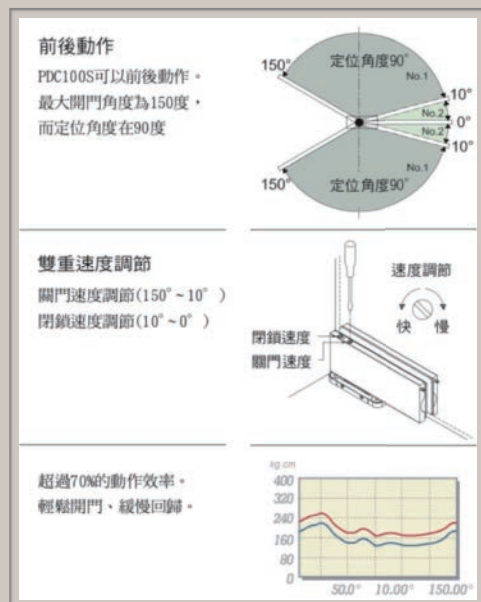 前後動作
PDC100S可以前後動作。
最大開門角度為150度，
而定位角度在90度
150°
定位角度90°
No.1
10°
No.2
0°
No.2
10°
No.1
150°
定位角度90°
雙重速度調節
關門速度調節(150°~10°)
閉鎖速度調節(10°~0°)
速度調節
快 慢
閉鎖速度
關門速度
超過70%的動作效率。
輕鬆開門、緩慢回歸。
kg.cm
400
320
240
160
80
0
50.0° 10.00° 150.00°